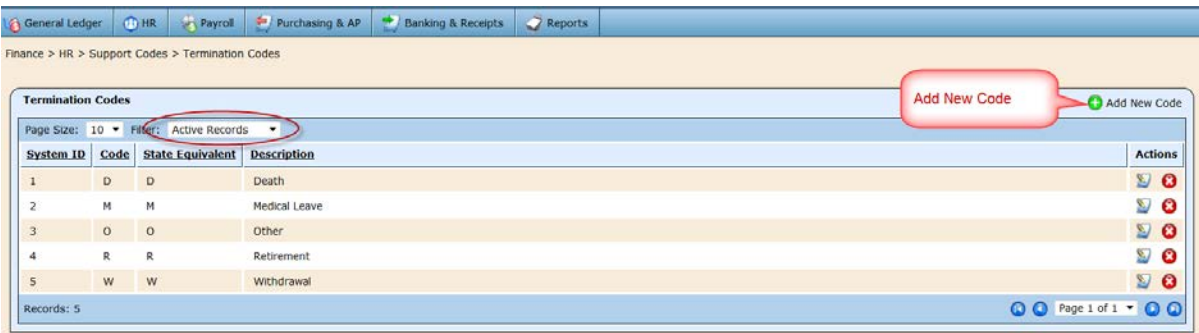 General Ledger HR Payroll Purchasing & AP Banking & Receipts Reports
Finance > HR > Support Codes > Termination Codes
Termination Codes
Add New Code
Add New Code
Page Size: 10 Filter: Active Records
System ID Code State Equivalent Description Actions
1 D D Death
2 M M Medical Leave
3 O O Other
4 R R Retirement
5 W W Withdrawal
Records: 5 Page 1 of 1